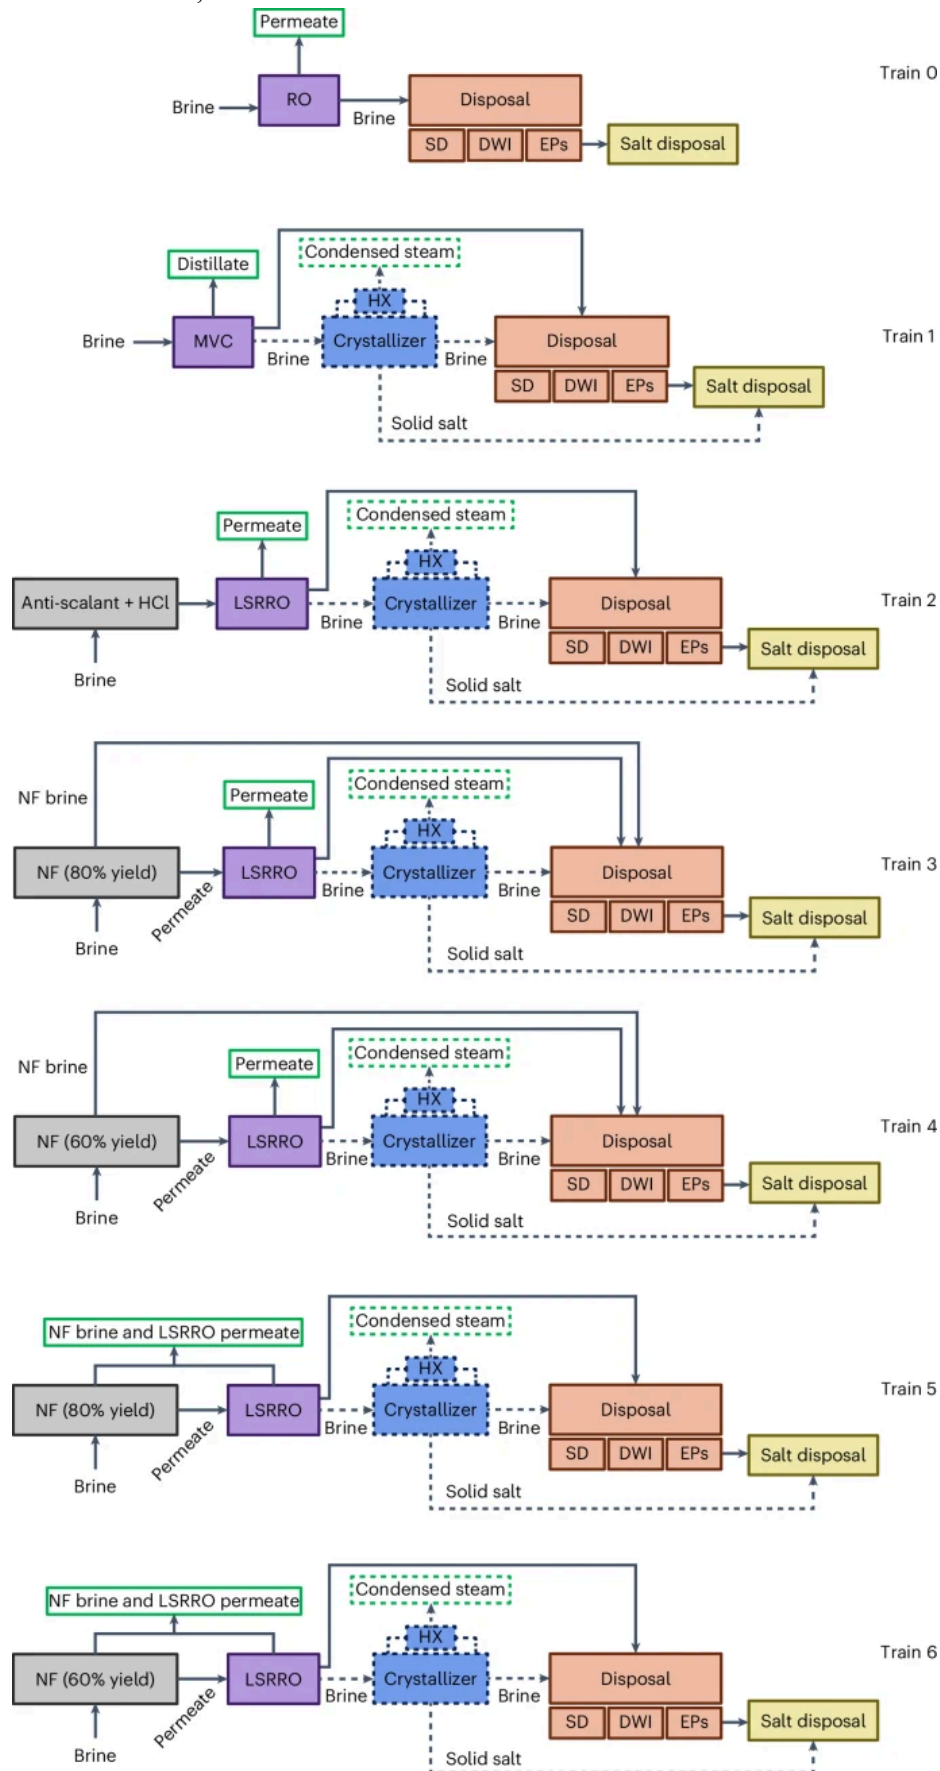 Permeate
Train 0
RO
Disposal
Brine
Brine
SD DWI EPs
Salt disposal
Condensed steam
Distillate
HX
Train 1
Brine
MVC
Crystallizer
Disposal
Brine
Brine
SD DWI EPs
Salt disposal
Solid salt
Condensed steam
Permeate
HX
Train 2
Anti-scalant + HCl
LSRRO
Crystallizer
Disposal
Brine
Brine
SD DWI EPs
Salt disposal
Brine
Solid salt
Condensed steam
NF brine
Permeate
HX
Train 3
NF (80% yield)
LSRRO
Crystallizer
Disposal
Permeate
Brine
Brine
SD DWI EPs
Salt disposal
Brine
Solid salt
Condensed steam
NF brine
Permeate
HX
Train 4
NF (60% yield)
LSRRO
Crystallizer
Disposal
Permeate
Brine
Brine
SD DWI EPs
Salt disposal
Brine
Solid salt
Condensed steam
NF brine and LSRRO permeate
HX
Train 5
NF (80% yield)
LSRRO
Crystallizer
Disposal
Permeate
Brine
Brine
SD DWI EPs
Salt disposal
Brine
Solid salt
Condensed steam
NF brine and LSRRO permeate
HX
Train 6
NF (60% yield)
LSRRO
Crystallizer
Disposal
Permeate
Brine
Brine
SD DWI EPs
Salt disposal
Brine
Solid salt